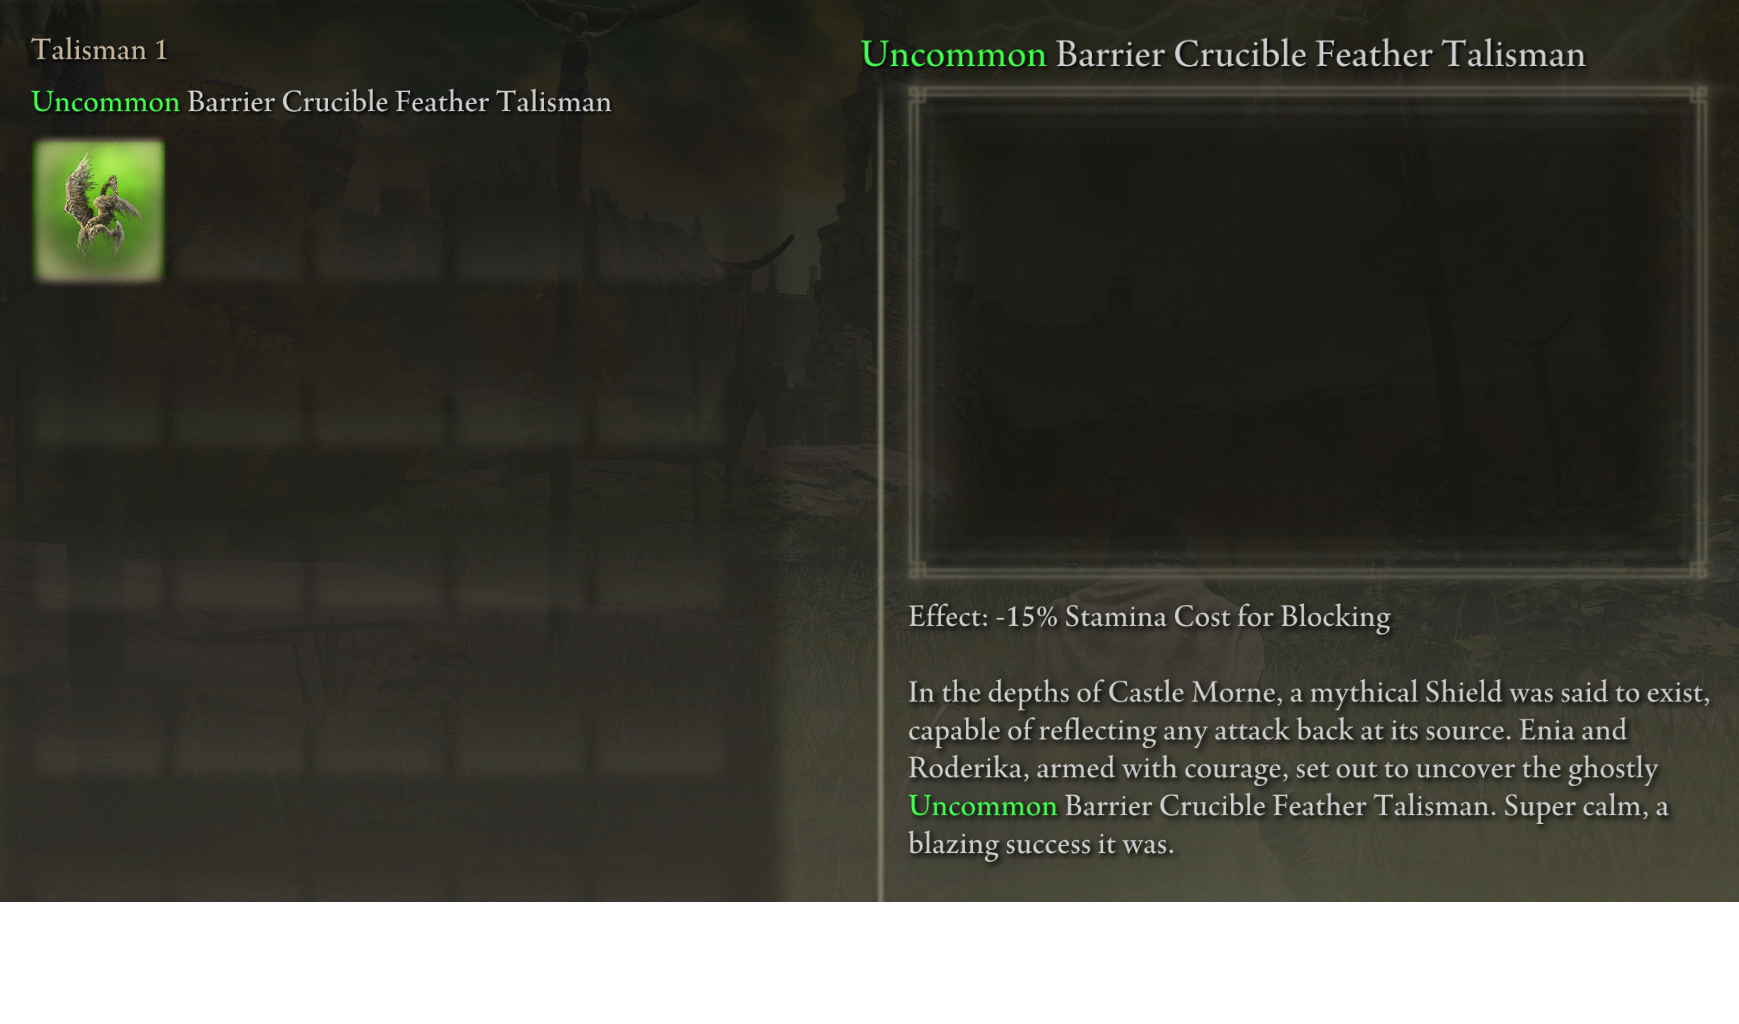 Talisman 1
Uncommon Barrier Crucible Feather Talisman
Uncommon Barrier Crucible Feather Talisman
Effect: -15% Stamina Cost for Blocking
In the depths of Castle Morne, a mythical Shield was said to exist,
capable of reflecting any attack back at its source. Enia and
Roderika, armed with courage, set out to uncover the ghostly
Uncommon Barrier Crucible Feather Talisman. Super calm, a
blazing success it was.